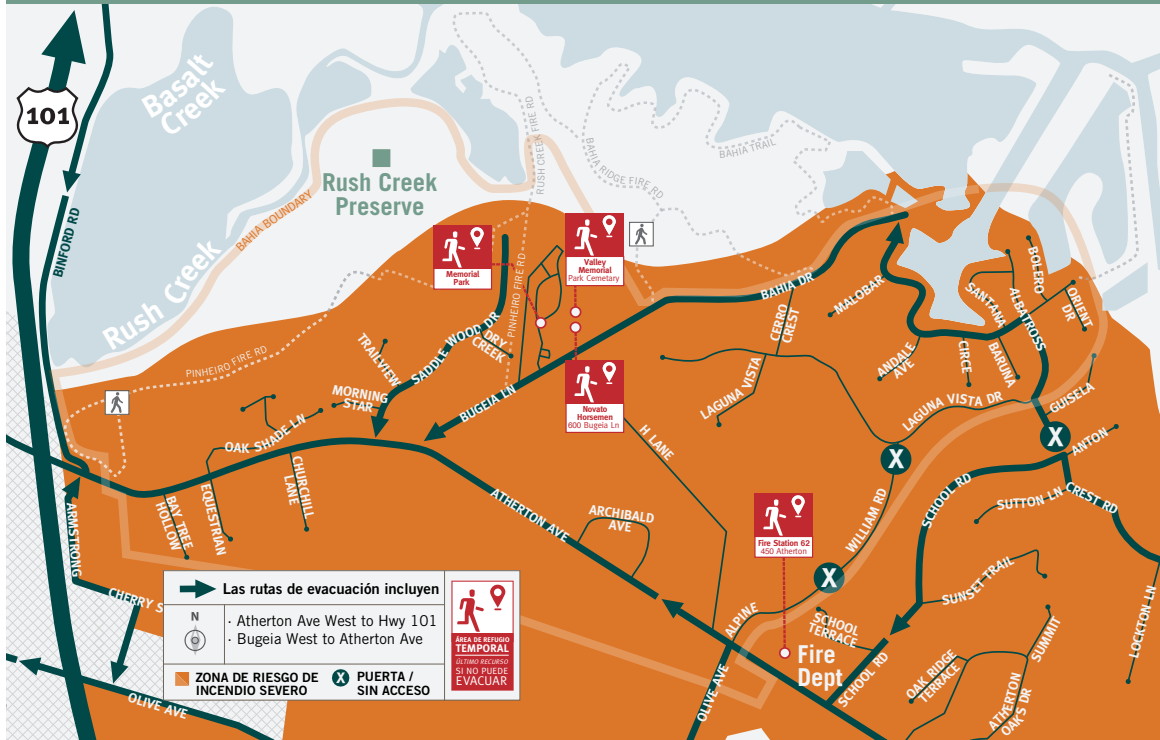 101
Basalt
Creek
BINFORD RD
Rush Creek
BAHIA BOUNDARY
Rush Creek
Preserve
RUSH CREEK FIRE RD
BAHIA RIDGE FIRE RD
BAHIA TRAIL
Memorial
Park
Valley
Memorial
Park Cemetary
PINHEIRO FIRE RD
PINHEIRO FIRE RD
BAHIA DR
MALOBAR
CERRO
CREST
SANTANA
ALBATROSS
BOLERO
ORIENT
DR
TRAILVIEW
SADDLE WOOD DR
DRY
CREEK
MORNING
STAR
BUGEIA LN
Novato
Horsemen
600 Bugeia Ln
LAGUNA VISTA
ANDALE
AVE
CIRCE
BARUNA
LAGUNA VISTA DR
GUISELA
X
ANTON
OAK SHADE LN
H LANE
X
ARMSTRONG
BAY TREE
HOLLOW
EQUESTRIAN
CHURCHILL
LANE
ATHERTON AVE
ARCHIBALD
AVE
Fire Station 62
450 Atherton
WILLIAM RD
SCHOOL RD
SUTTON LN
CREST RD
X
CHERRY S
SUNSET TRAIL
ALPINE
SCHOOL
TERRACE
Fire
Dept
SCHOOL RD
OLIVE AVE
OAK RIDGE
TERRACE
ATHERTON
OAKS DR
SUMMIT
LOCKTON LN
OLIVE AVE
Las rutas de evacuación incluyen
N
· Atherton Ave West to Hwy 101
· Bugeia West to Atherton Ave
ZONA DE RIESGO DE
INCENDIO SEVERO
X
PUERTA /
SIN ACCESO
ÁREA DE REFUGIO
TEMPORAL
ÚLTIMO RECURSO
SI NO PUEDE
EVACUAR